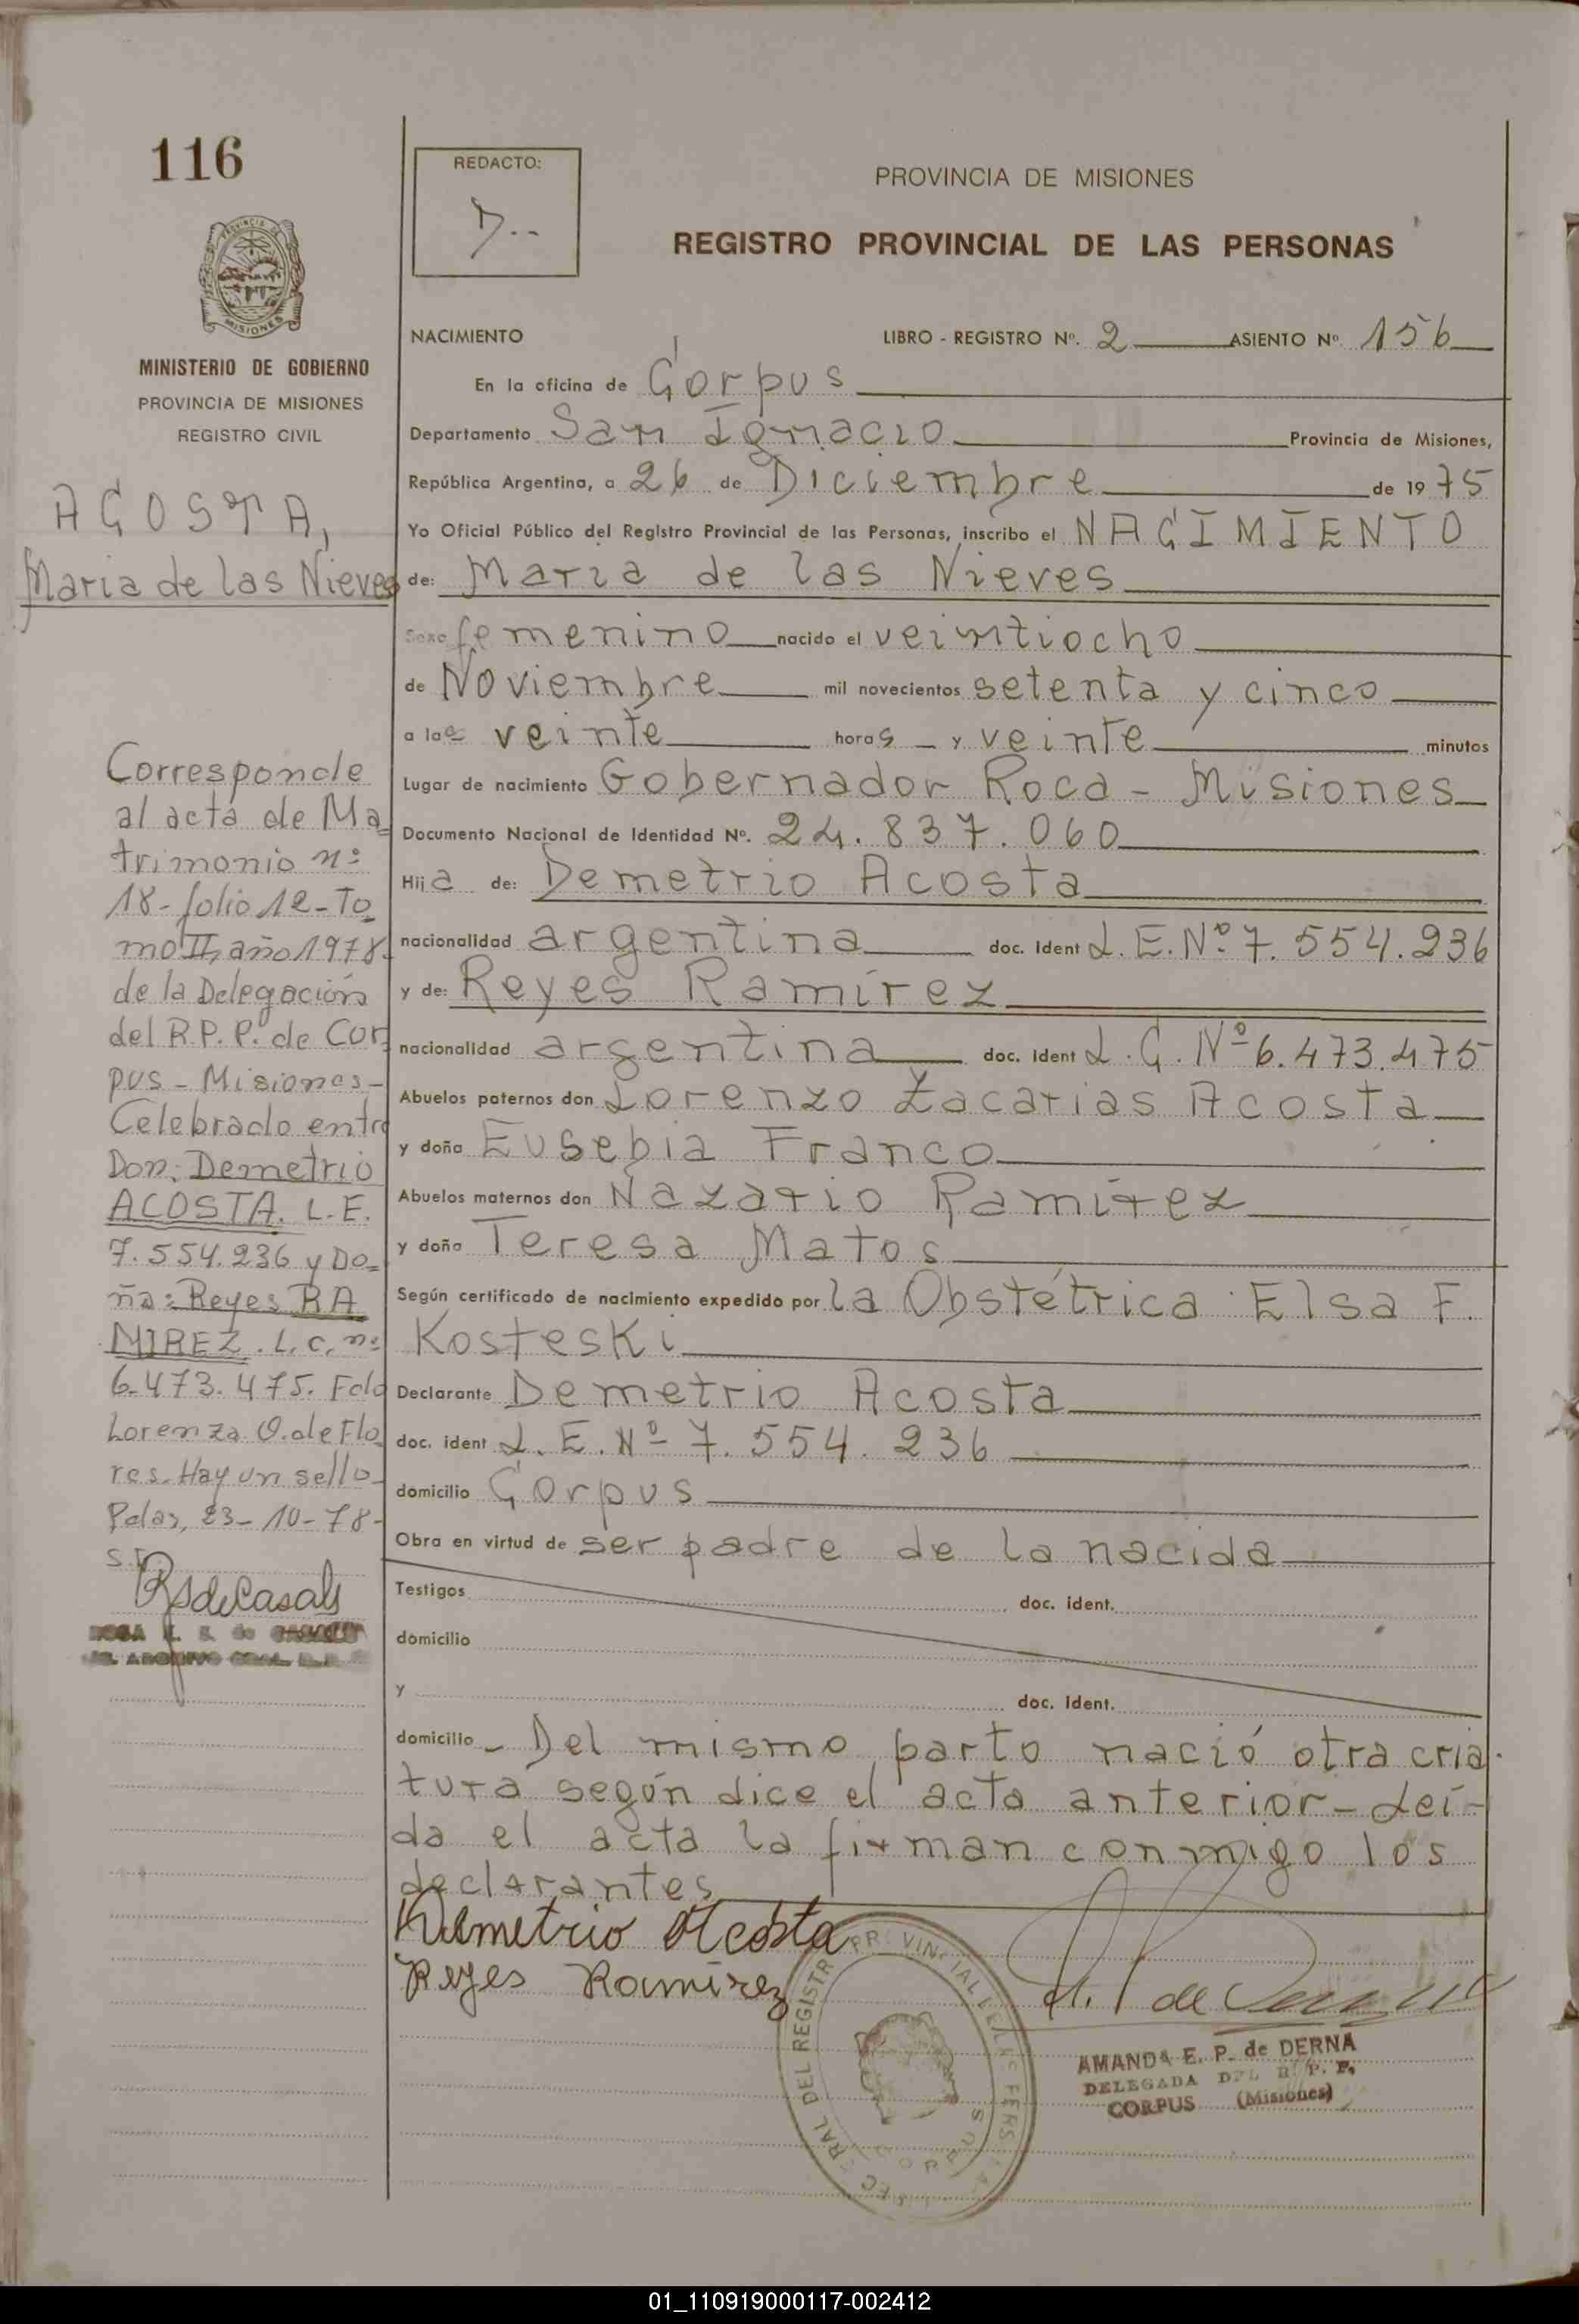 116
REDACTO:
PROVINCIA DE MISIONES
REGISTRO PROVINCIAL DE LAS PERSONAS
MISIONES
MINISTERIO DE GOBIERNO
PROVINCIA DE MISIONES
REGISTRO CIVIL
ACOSTA,
Maria de las Nieves
Corresponde
al acta de Ma=
trimonio nº
18-folio 12-To
mo II, año 1978.
de la Delegación
del R.P.P. de Cor
pus - Misiones -
Celebrado entre
Don: Demetrio
ACOSTA. L.E.
7.554.236 y Do=
ña: Reyes RA
MIREZ. L.C. nº
6.473.475. Fdo
Lorenza O. de Flo
res. Hay un sello
Pdas, 23-10-78-
NACIMIENTO LIBRO - REGISTRO Nº. 2 ASIENTO Nº 156
En la oficina de Corpus
Departamento San Ignacio Provincia de Misiones,
República Argentina, a 26 de Diciembre de 1975
Yo Oficial Público del Registro Provincial de las Personas, inscribo el NACIMIENTO
de: Maria de las Nieves
Sexo femenino nacido el veintiocho
de Noviembre mil novecientos setenta y cinco
a las veinte horas y veinte minutos
Lugar de nacimiento Gobernador Roca - Misiones
Documento Nacional de Identidad Nº. 24.837.060
Hija de: Demetrio Acosta
nacionalidad argentina doc. Ident L.E.Nº 7.554.236
y de: Reyes Ramírez
nacionalidad argentina doc. Ident L.C. Nº 6.473.475
Abuelos paternos don Lorenzo Zacarias Acosta
y doña Eusebia Franco
Abuelos maternos don Nazario Ramírez
y doña Teresa Matos
Según certificado de nacimiento expedido por la Obstétrica Elsa F.
Kosteski
Declarante Demetrio Acosta
doc. ident L.E.Nº 7.554.236
domicilio Corpus
Obra en virtud de ser padre de la nacida
Testigos doc. ident.
domicilio
y doc. ident.
domicilio - Del mismo parto nació otra cria
tura según dice el acta anterior - Leí-
da el acta la firman conmigo los
declarantes
Demetrio Acosta
Reyes Ramirez
AMANDA E. P. de DERNA
DELEGADA DEL R. P. P.
CORPUS (Misiones)
01_110919000117-002412